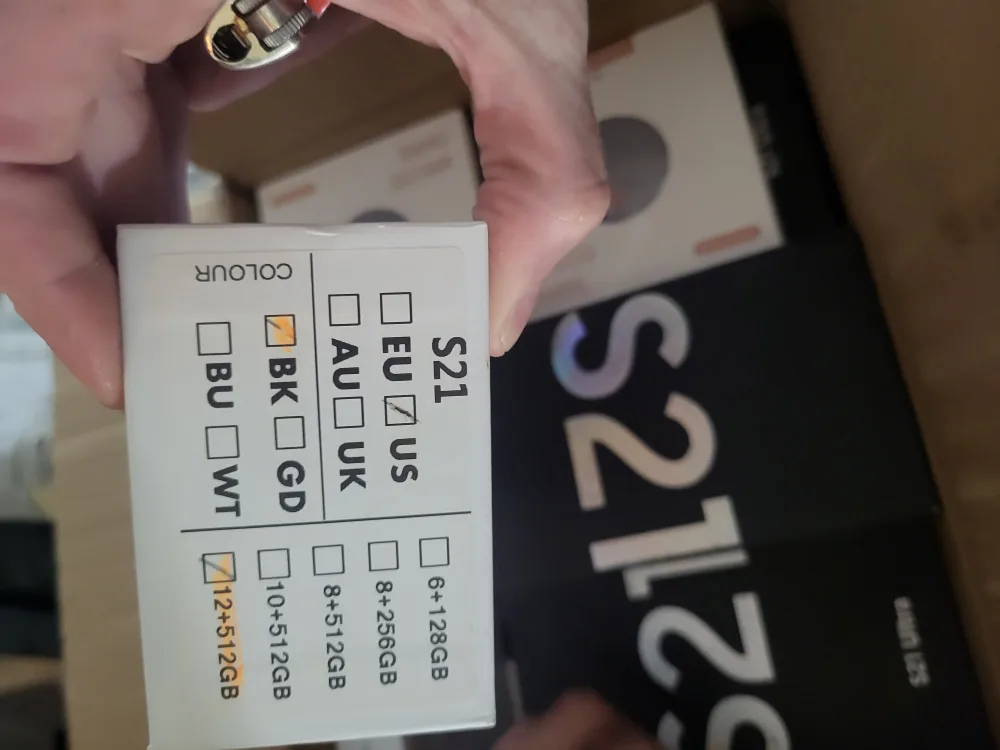 S21
☐ EU ☑ US
☐ AU ☐ UK
COLOUR
☑ BK ☐ GD
☐ BU ☐ WT
☐ 6+128GB
☐ 8+256GB
☐ 8+512GB
☐ 10+512GB
☑ 12+512GB
S21
S21 Ultra